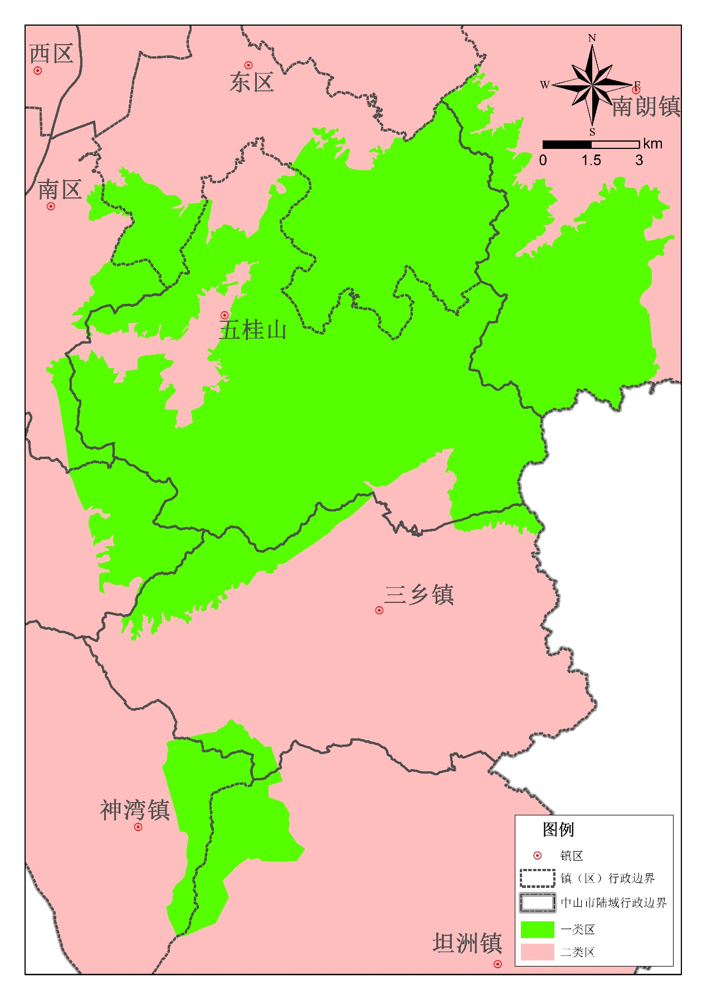 N
西区
东区
W
E
南朗镇
S
km
0 1.5 3
南区
五桂山
三乡镇
神湾镇
图例
镇区
镇（区）行政边界
中山市陆域行政边界
一类区
二类区
坦洲镇